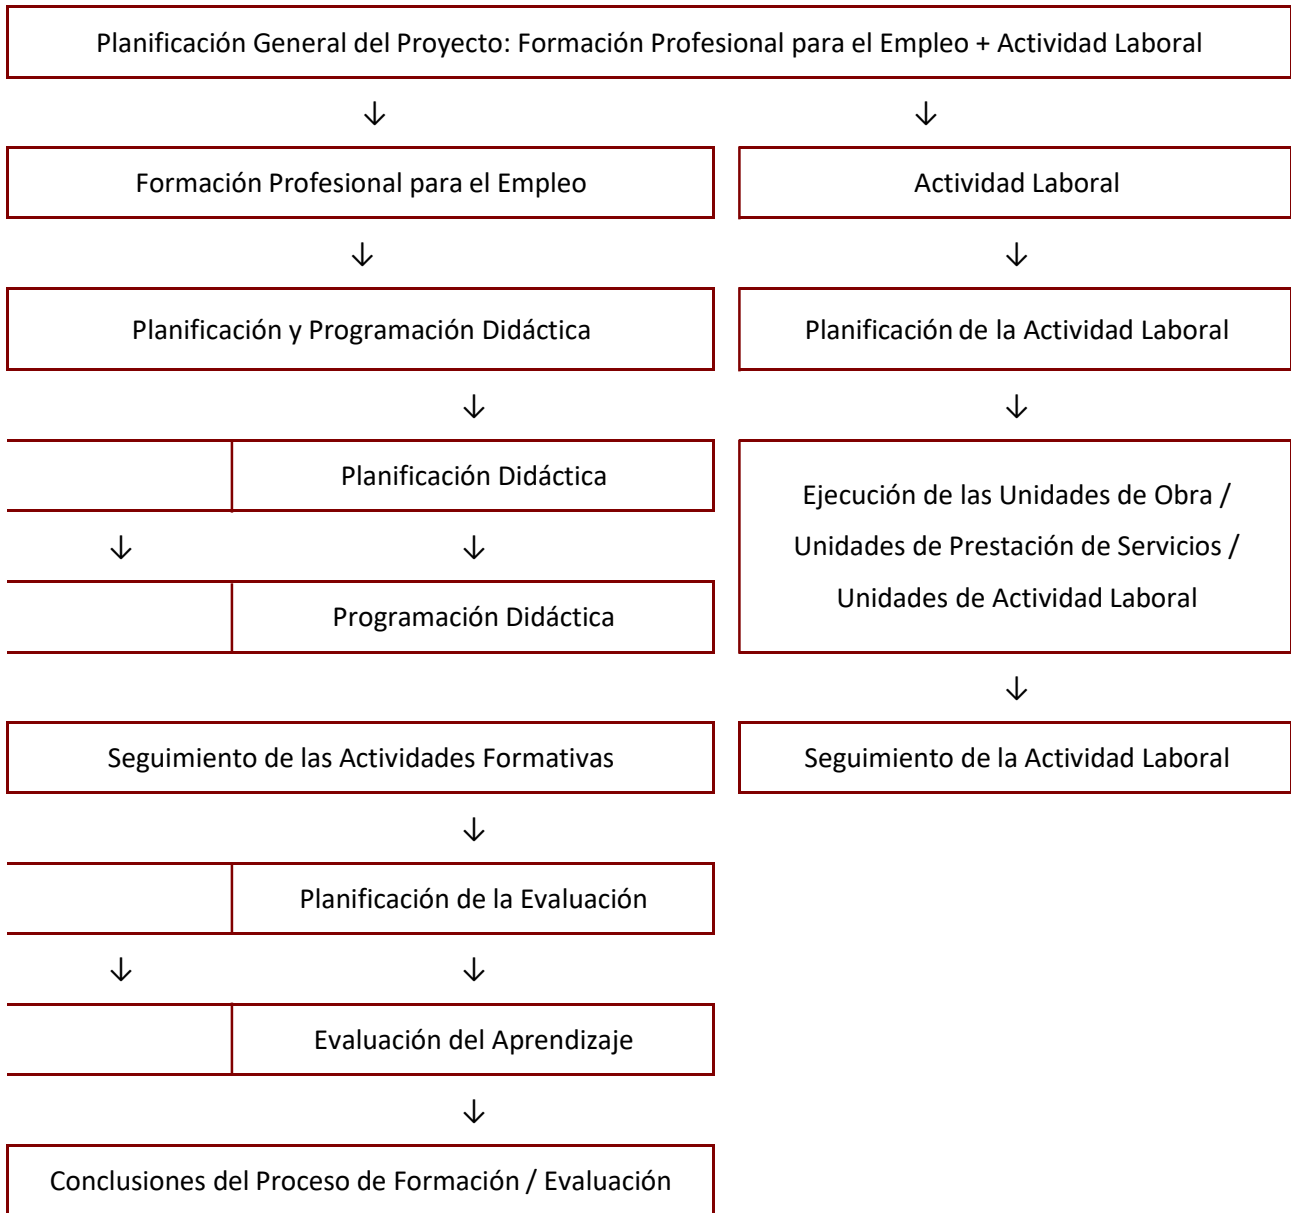 Planificación General del Proyecto: Formación Profesional para el Empleo + Actividad Laboral
↓ ↓
Formación Profesional para el Empleo
Actividad Laboral
↓ ↓
Planificación y Programación Didáctica
Planificación de la Actividad Laboral
↓ ↓
Planificación Didáctica
Ejecución de las Unidades de Obra /
Unidades de Prestación de Servicios /
Unidades de Actividad Laboral
↓ ↓
Programación Didáctica
↓
Seguimiento de las Actividades Formativas
Seguimiento de la Actividad Laboral
↓
Planificación de la Evaluación
↓ ↓
Evaluación del Aprendizaje
↓
Conclusiones del Proceso de Formación / Evaluación